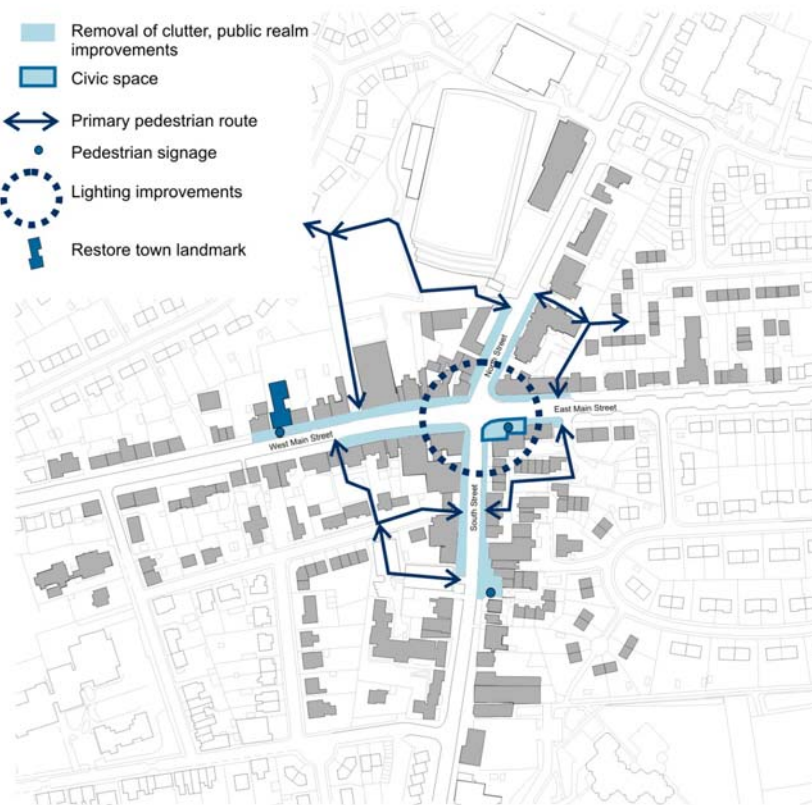 Removal of clutter, public realm
improvements
Civic space
Primary pedestrian route
Pedestrian signage
Lighting improvements
Restore town landmark
North Street
East Main Street
West Main Street
South Street